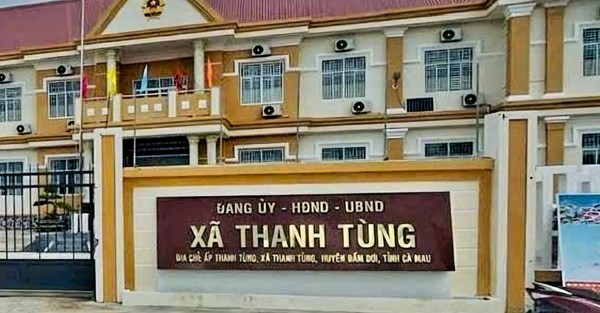 ĐẢNG ỦY - HĐND - UBND
XÃ THANH TÙNG
ĐỊA CHỈ: ẤP THANH TÙNG, XÃ THANH TÙNG, HUYỆN ĐẦM DƠI, TỈNH CÀ MAU